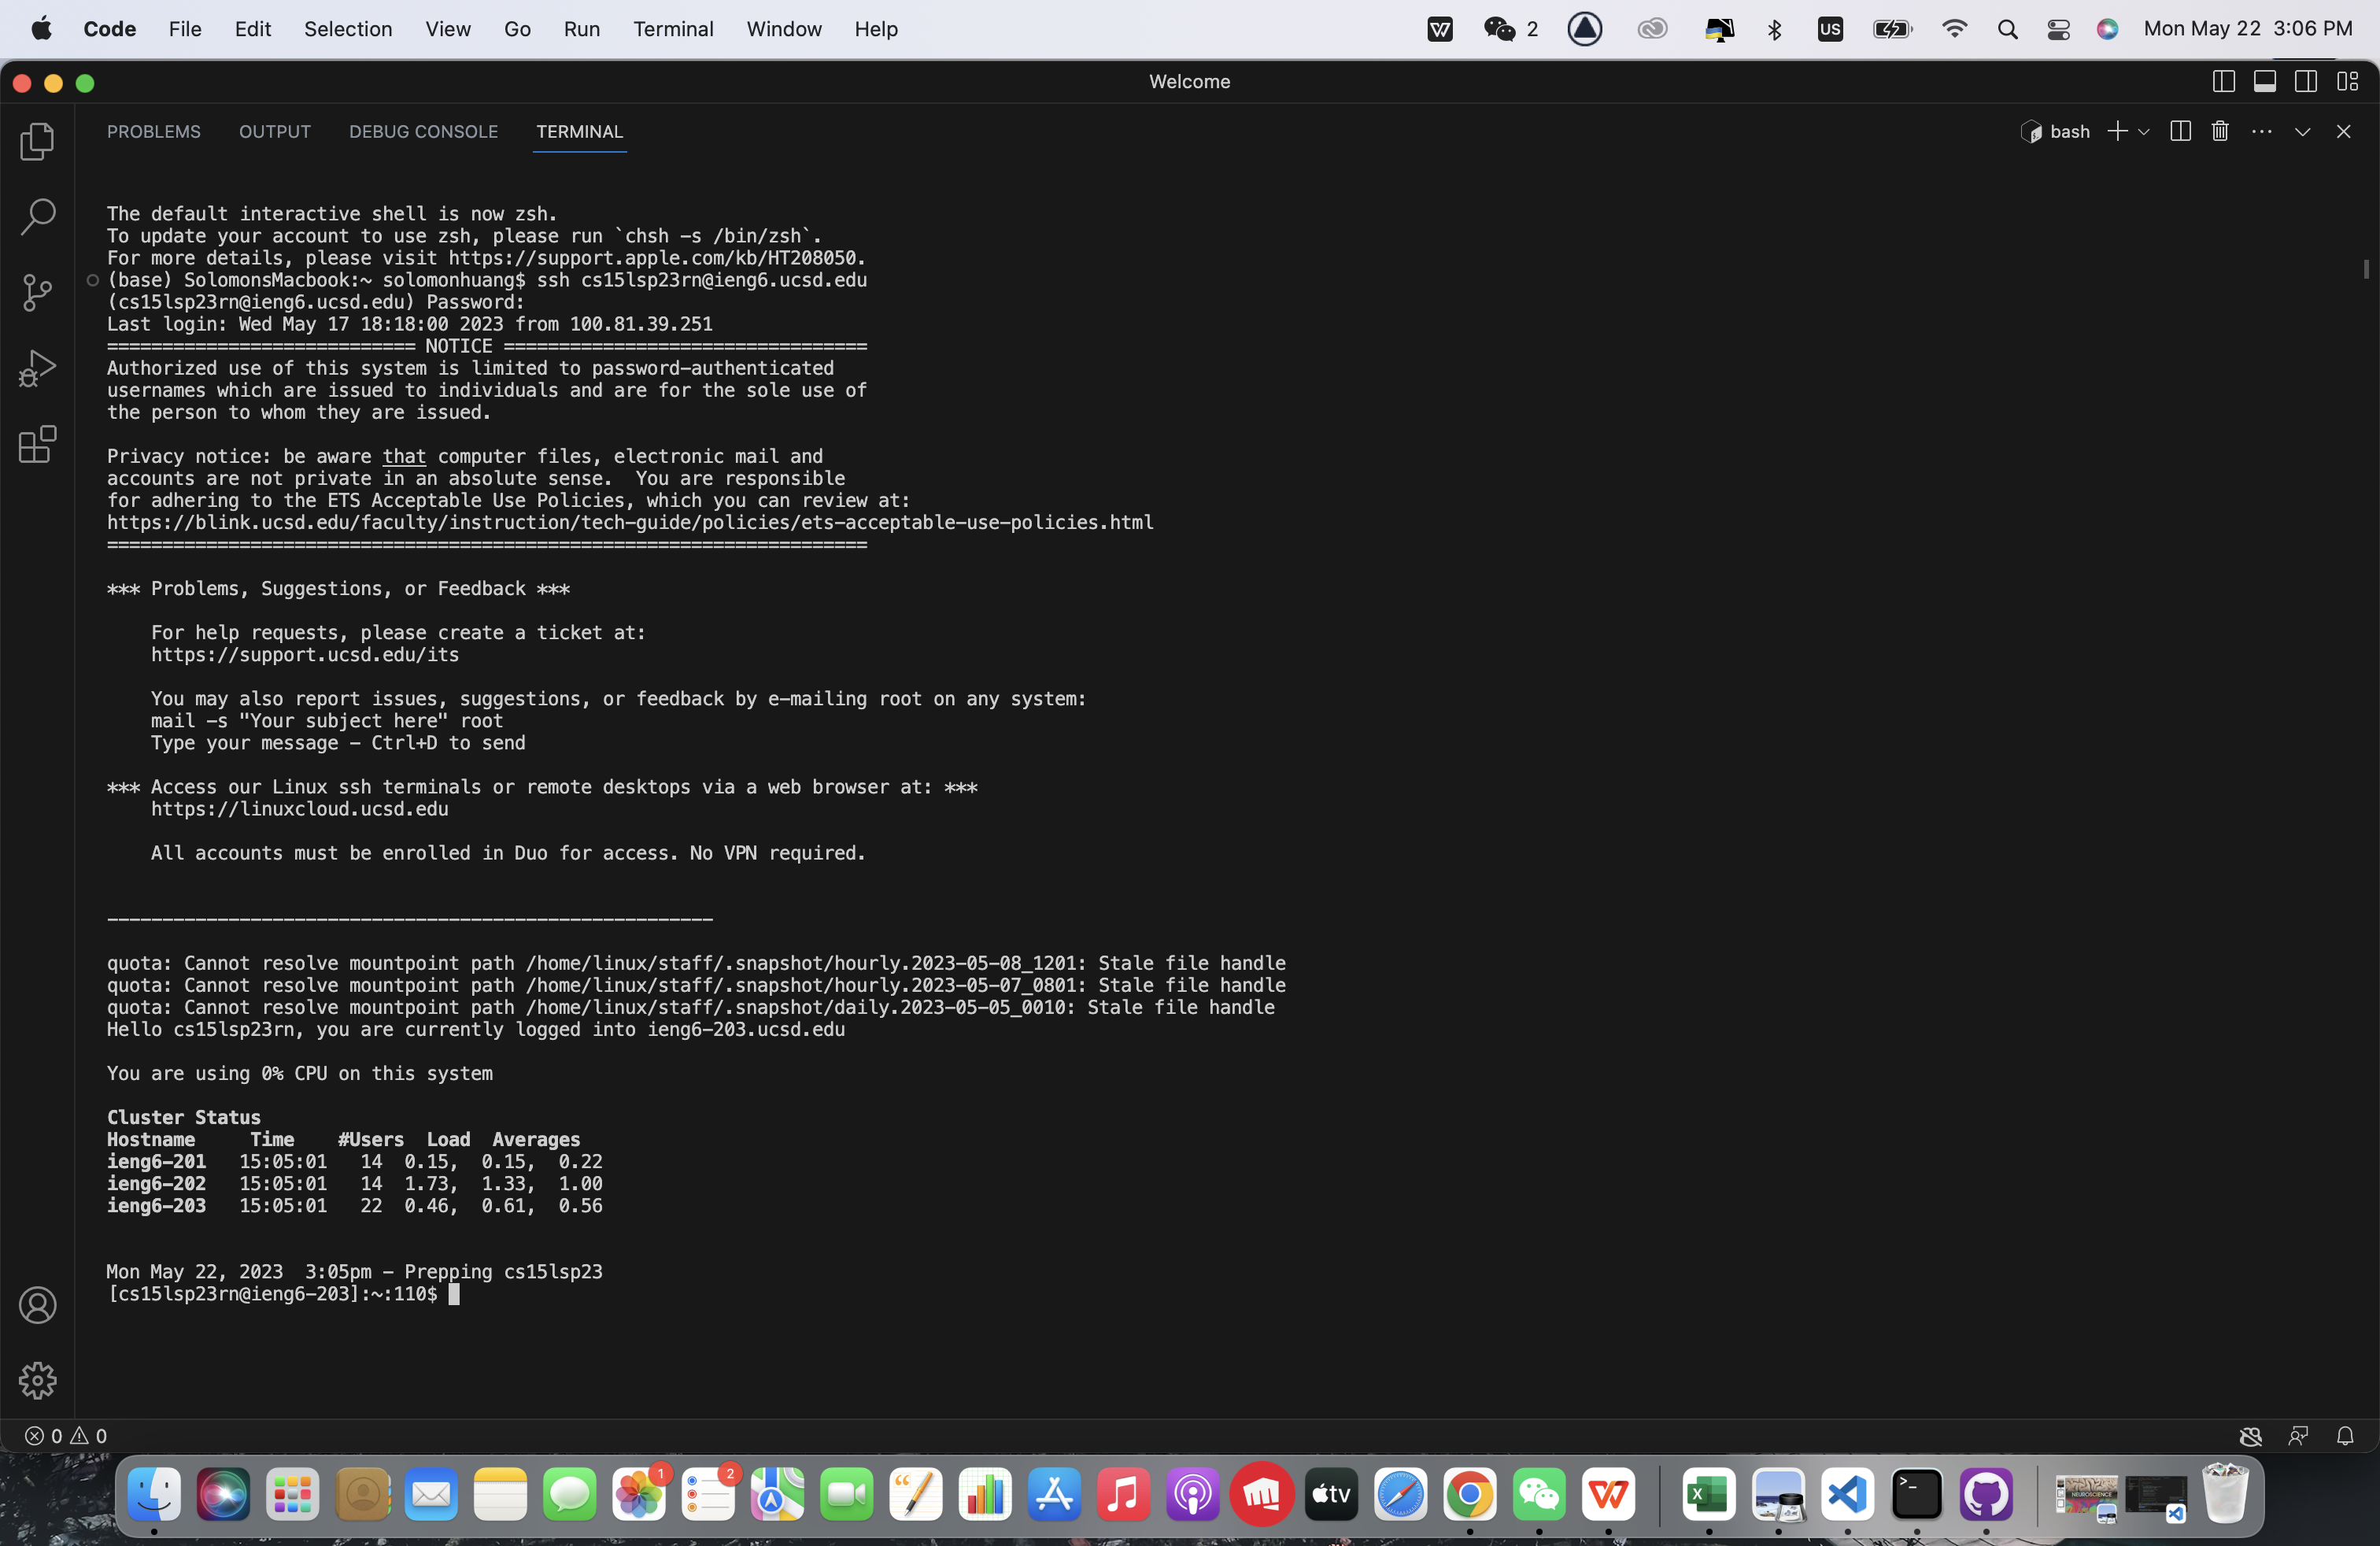 Code File Edit Selection View Go Run Terminal Window Help 2 US Mon May 22 3:06 PM
Welcome
PROBLEMS OUTPUT DEBUG CONSOLE TERMINAL bash
The default interactive shell is now zsh.
To update your account to use zsh, please run `chsh -s /bin/zsh`.
For more details, please visit https://support.apple.com/kb/HT208050.
(base) SolomonsMacbook:~ solomonhuang$ ssh cs15lsp23rn@ieng6.ucsd.edu
(cs15lsp23rn@ieng6.ucsd.edu) Password:
Last login: Wed May 17 18:18:00 2023 from 100.81.39.251
============================ NOTICE =================================
Authorized use of this system is limited to password-authenticated
usernames which are issued to individuals and are for the sole use of
the person to whom they are issued.
Privacy notice: be aware that computer files, electronic mail and
accounts are not private in an absolute sense.  You are responsible
for adhering to the ETS Acceptable Use Policies, which you can review at:
https://blink.ucsd.edu/faculty/instruction/tech-guide/policies/ets-acceptable-use-policies.html
=====================================================================
*** Problems, Suggestions, or Feedback ***
For help requests, please create a ticket at:
https://support.ucsd.edu/its
You may also report issues, suggestions, or feedback by e-mailing root on any system:
mail -s "Your subject here" root
Type your message - Ctrl+D to send
*** Access our Linux ssh terminals or remote desktops via a web browser at: ***
https://linuxcloud.ucsd.edu
All accounts must be enrolled in Duo for access. No VPN required.
-------------------------------------------------------
quota: Cannot resolve mountpoint path /home/linux/staff/.snapshot/hourly.2023-05-08_1201: Stale file handle
quota: Cannot resolve mountpoint path /home/linux/staff/.snapshot/hourly.2023-05-07_0801: Stale file handle
quota: Cannot resolve mountpoint path /home/linux/staff/.snapshot/daily.2023-05-05_0010: Stale file handle
Hello cs15lsp23rn, you are currently logged into ieng6-203.ucsd.edu
You are using 0% CPU on this system
Cluster Status
Hostname     Time    #Users  Load  Averages
ieng6-201   15:05:01   14  0.15,  0.15,  0.22
ieng6-202   15:05:01   14  1.73,  1.33,  1.00
ieng6-203   15:05:01   22  0.46,  0.61,  0.56
Mon May 22, 2023  3:05pm - Prepping cs15lsp23
[cs15lsp23rn@ieng6-203]:~:110$
0 0
1 2 tv
NEUROSCIENCE